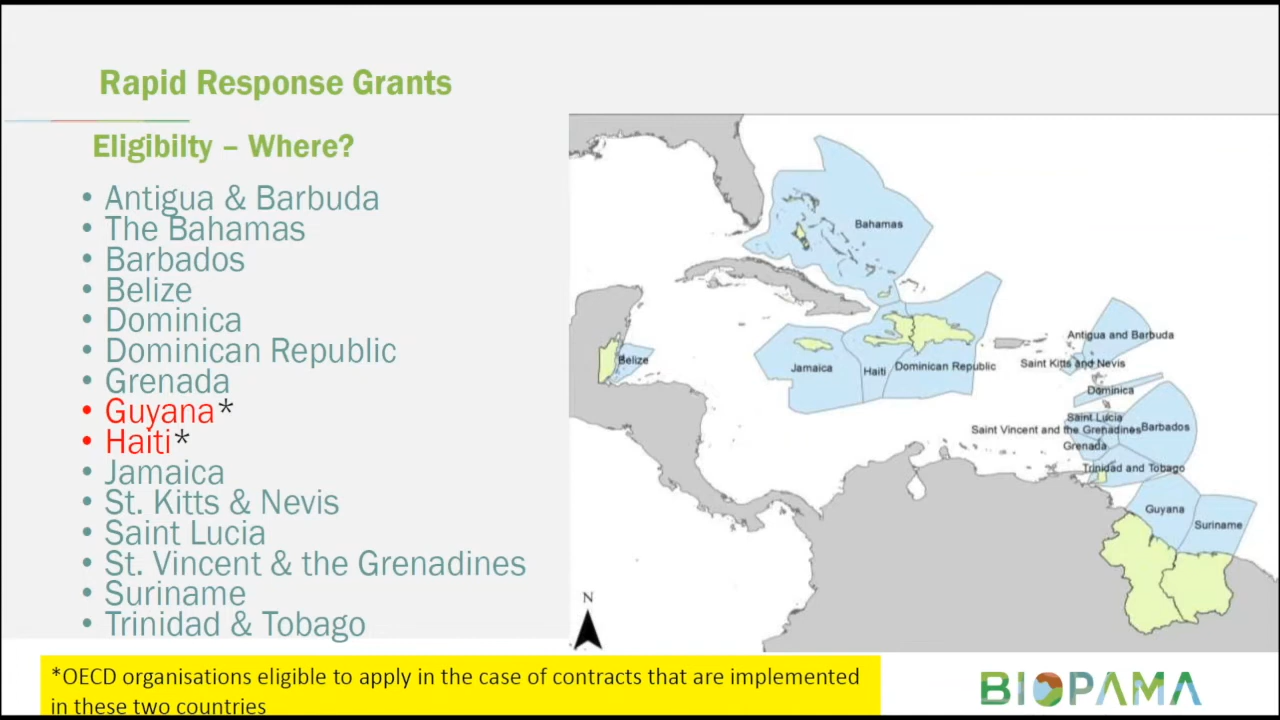 Rapid Response Grants
Eligibilty – Where?
• Antigua & Barbuda
• The Bahamas
• Barbados
• Belize
• Dominica
• Dominican Republic
• Grenada
• Guyana*
• Haiti*
• Jamaica
• St. Kitts & Nevis
• Saint Lucia
• St. Vincent & the Grenadines
• Suriname
• Trinidad & Tobago
Bahamas
Antigua and Barbuda
Belize
Saint Kitts and Nevis
Jamaica
Haiti
Dominican Republic
Dominica
Saint Lucia
Saint Vincent and the Grenadines
Barbados
Grenada
Trinidad and Tobago
Guyana
Suriname
N
*OECD organisations eligible to apply in the case of contracts that are implemented
in these two countries
BIOPAMA